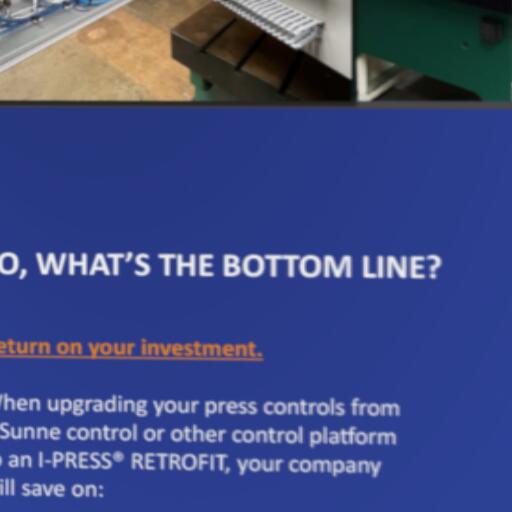 O, WHAT'S THE BOTTOM LINE?
eturn on your investment.
hen upgrading your press controls from
Sunne control or other control platform
o an I-PRESS® RETROFIT, your company
ill save on: